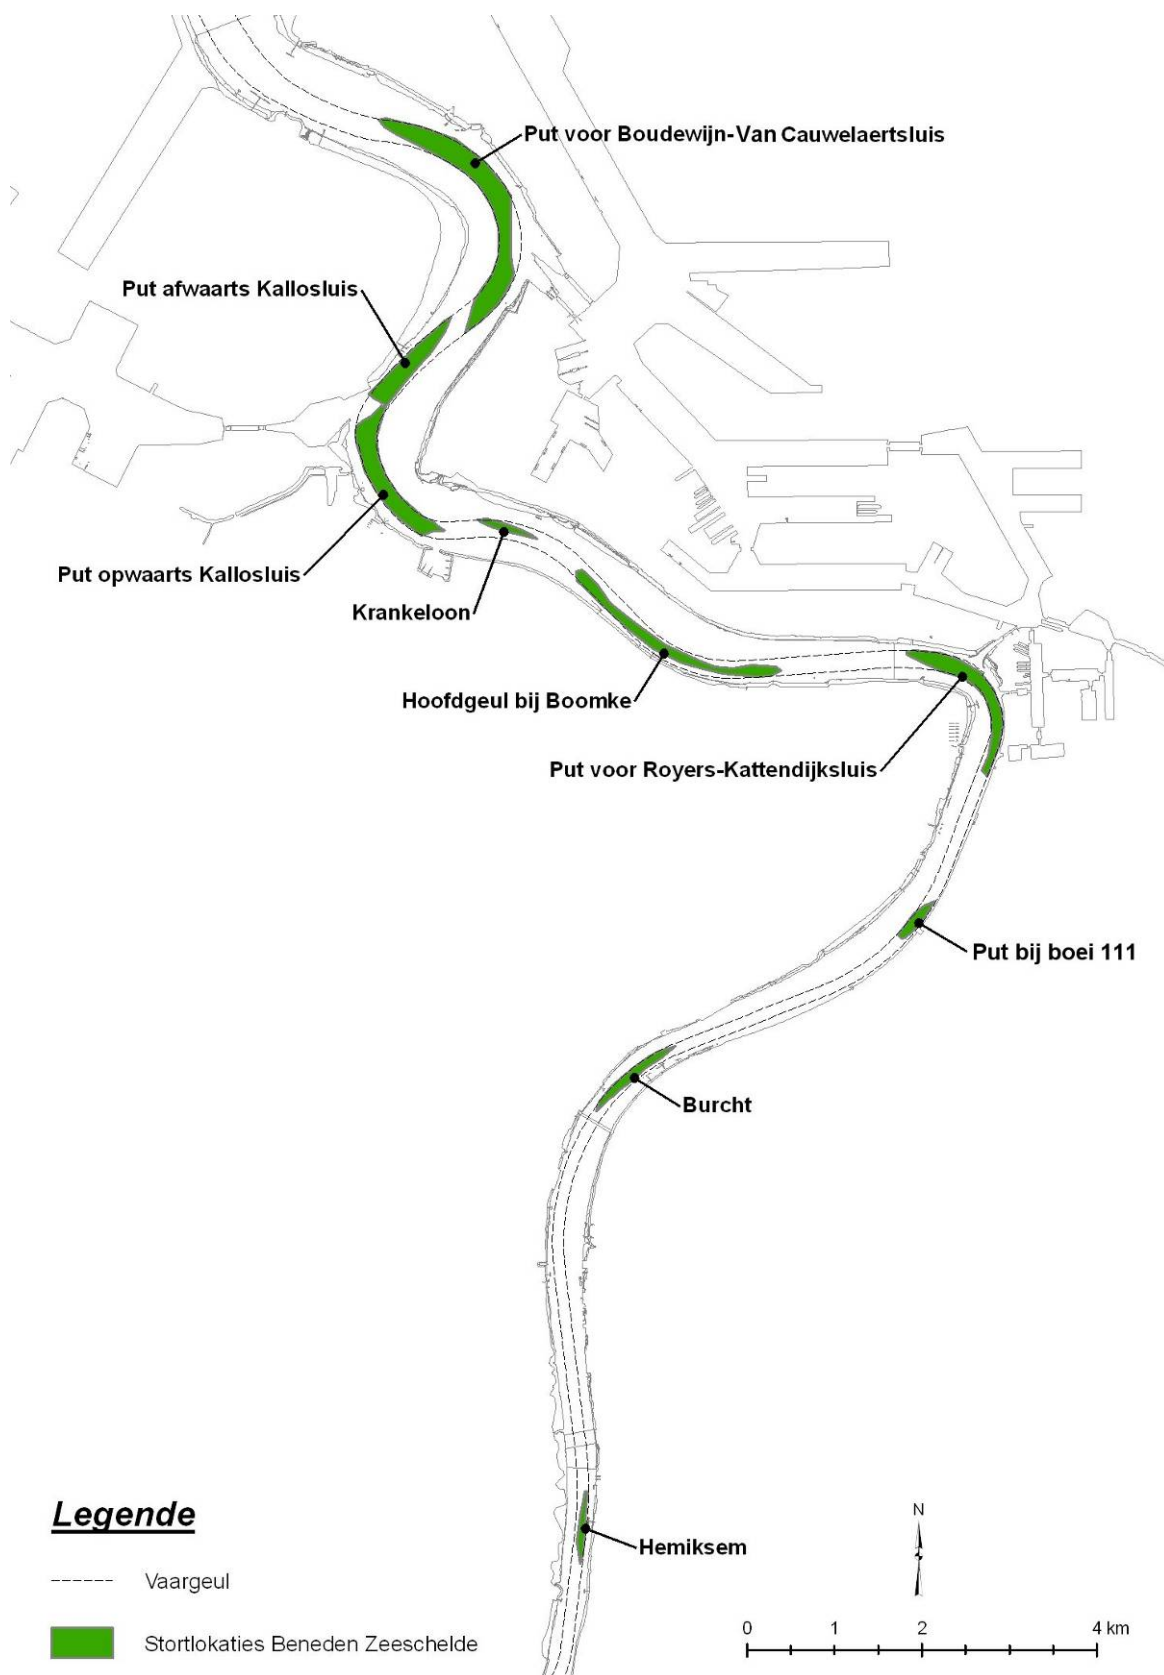 Put voor Boudewijn-Van Cauwelaertsluis
Put afwaarts Kallosluis
Put opwaarts Kallosluis
Krankeloon
Hoofdgeul bij Boomke
Put voor Royers-Kattendijksluis
Put bij boei 111
Burcht
Hemiksem
Legende
Vaargeul
Stortlokaties Beneden Zeeschelde
N
0 2 4 km